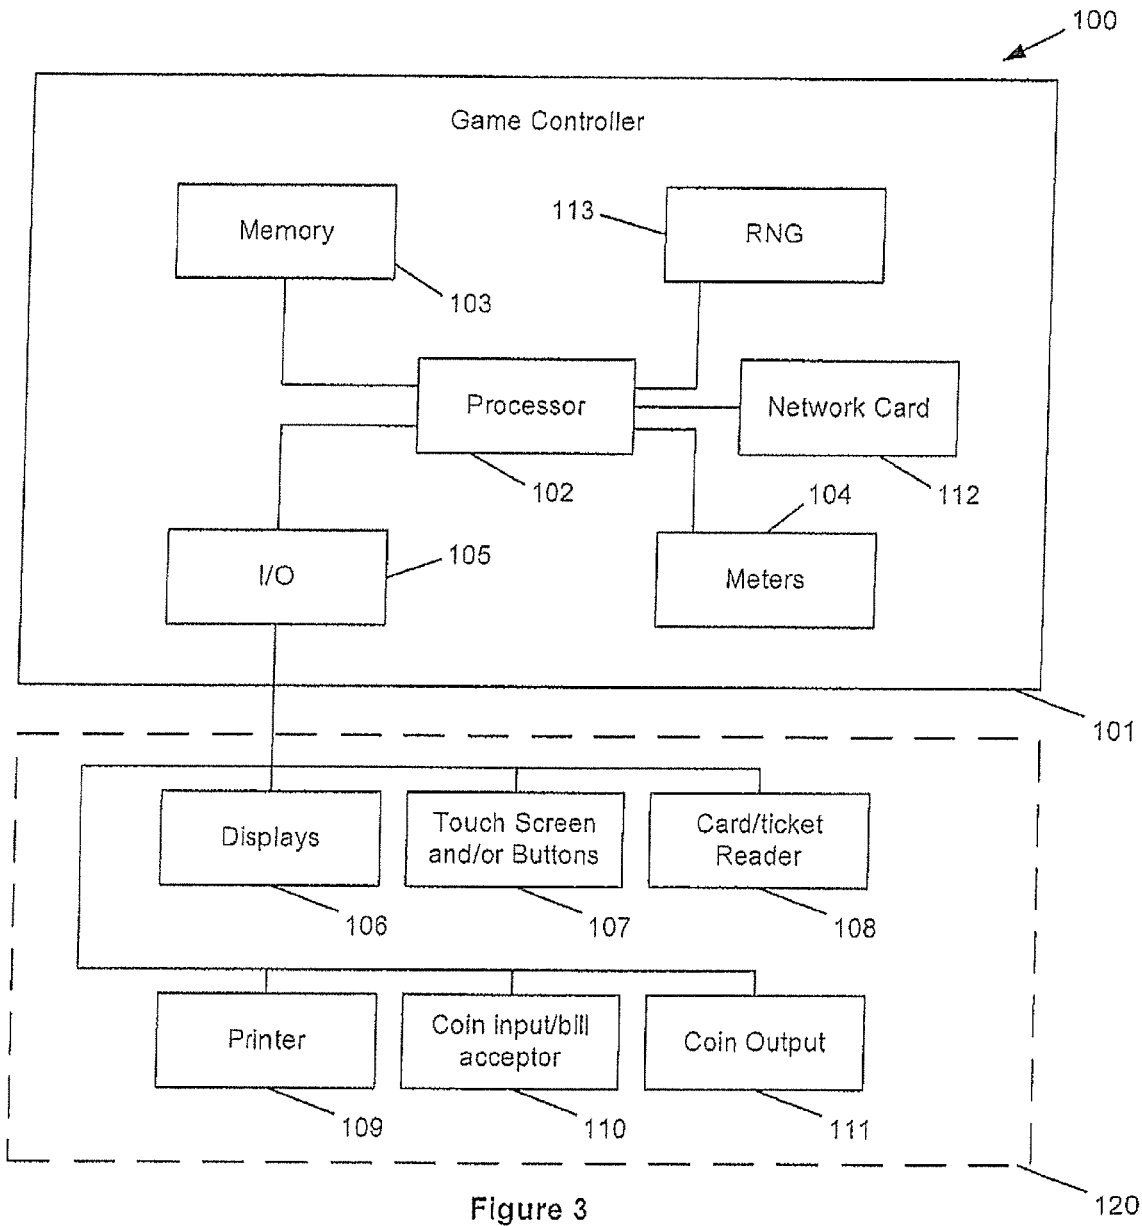 100
Game Controller
Memory
113
RNG
103
Processor
Network Card
102
104
112
I/O
105
Meters
101
Displays
Touch Screen
and/or Buttons
Card/ticket
Reader
106
107
108
Printer
Coin input/bill
acceptor
Coin Output
109
110
111
120
Figure 3